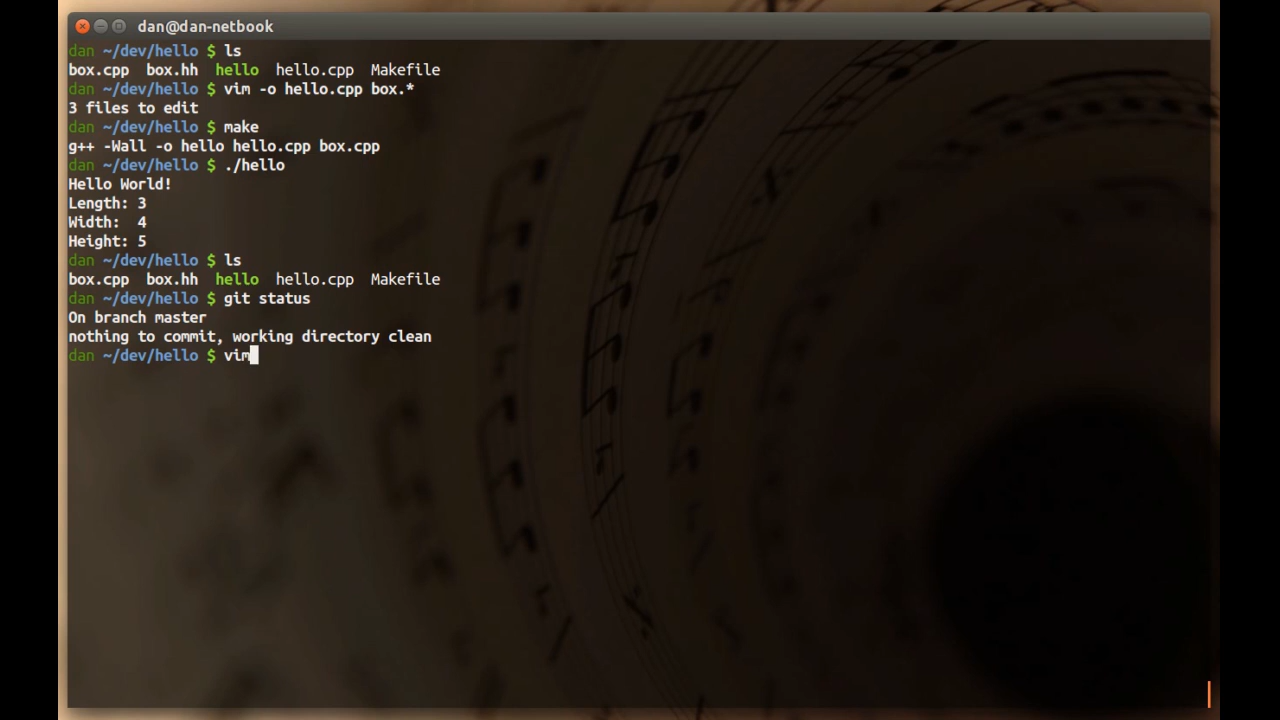 dan@dan-netbook
dan ~/dev/hello $ ls
box.cpp  box.hh  hello  hello.cpp  Makefile
dan ~/dev/hello $ vim -o hello.cpp box.*
3 files to edit
dan ~/dev/hello $ make
g++ -Wall -o hello hello.cpp box.cpp
dan ~/dev/hello $ ./hello
Hello World!
Length: 3
Width:  4
Height: 5
dan ~/dev/hello $ ls
box.cpp  box.hh  hello  hello.cpp  Makefile
dan ~/dev/hello $ git status
On branch master
nothing to commit, working directory clean
dan ~/dev/hello $ vim